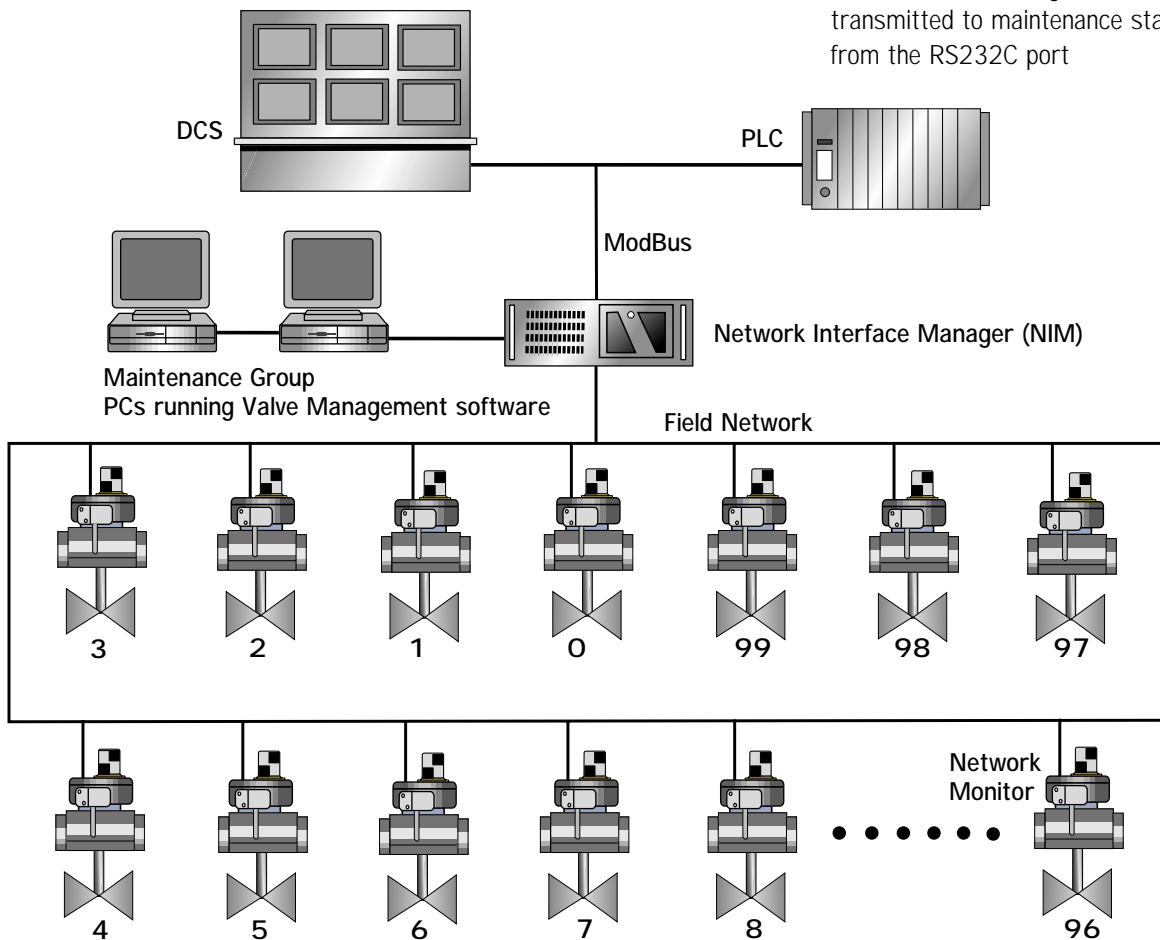 transmitted to maintenance
from the RS232C port
DCS
PLC
ModBus
Network Interface Manager (NIM)
Maintenance Group
PCs running Valve Management software
Field Network
3 2 1 0 99 98 97
Network
Monitor
4 5 6 7 8 96